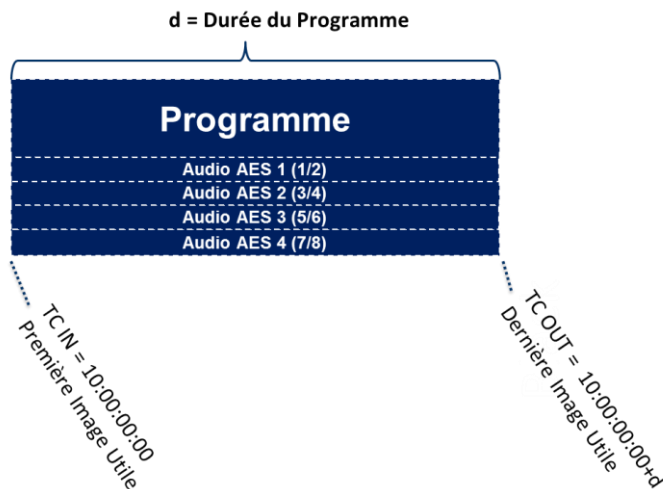 d = Durée du Programme
Programme
Audio AES 1 (1/2)
Audio AES 2 (3/4)
Audio AES 3 (5/6)
Audio AES 4 (7/8)
TC IN = 10:00:00:00
Première Image Utile
TC OUT = 10:00:00:00+d
Dernière Image Utile